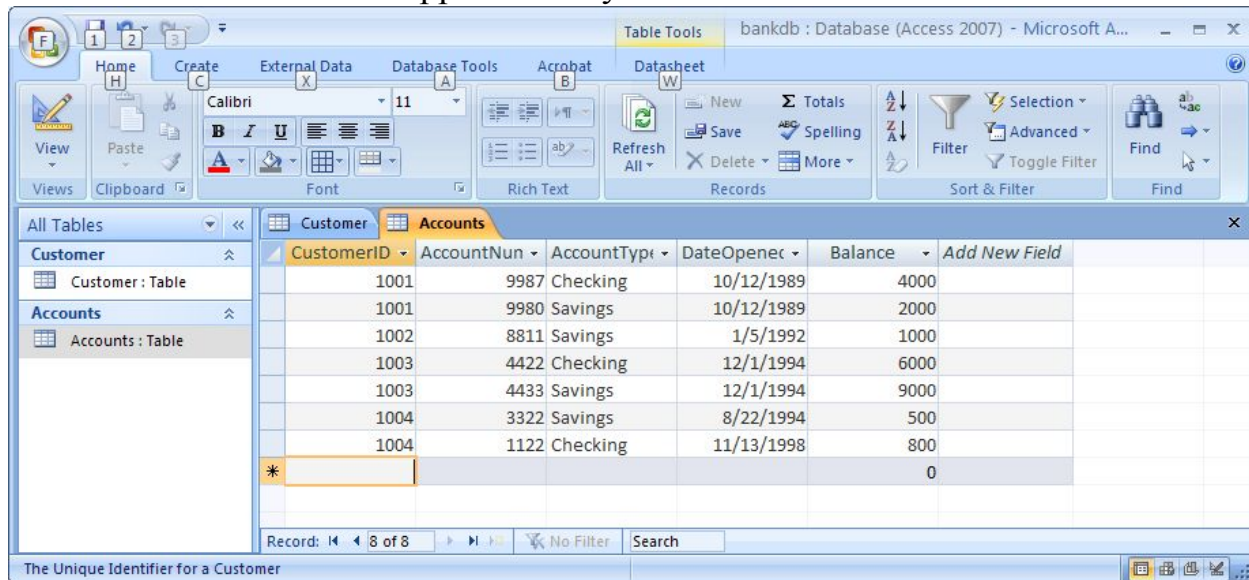 F 1 2 3 Table Tools bankdb : Database (Access 2007) - Microsoft A...
Home Create External Data Database Tools Acrobat Datasheet
H C X A B W
Calibri 11 New Σ Totals Selection
View Paste B I U Refresh All Save Spelling Filter Advanced Find
A Delete More Toggle Filter
Views Clipboard Font Rich Text Records Sort & Filter Find
All Tables Customer Accounts
Customer CustomerID AccountNun AccountType DateOpenec Balance Add New Field
Customer : Table 1001 9987 Checking 10/12/1989 4000
Accounts 1001 9980 Savings 10/12/1989 2000
Accounts : Table 1002 8811 Savings 1/5/1992 1000
1003 4422 Checking 12/1/1994 6000
1003 4433 Savings 12/1/1994 9000
1004 3322 Savings 8/22/1994 500
1004 1122 Checking 11/13/1998 800
0
Record: 8 of 8 No Filter Search
The Unique Identifier for a Customer